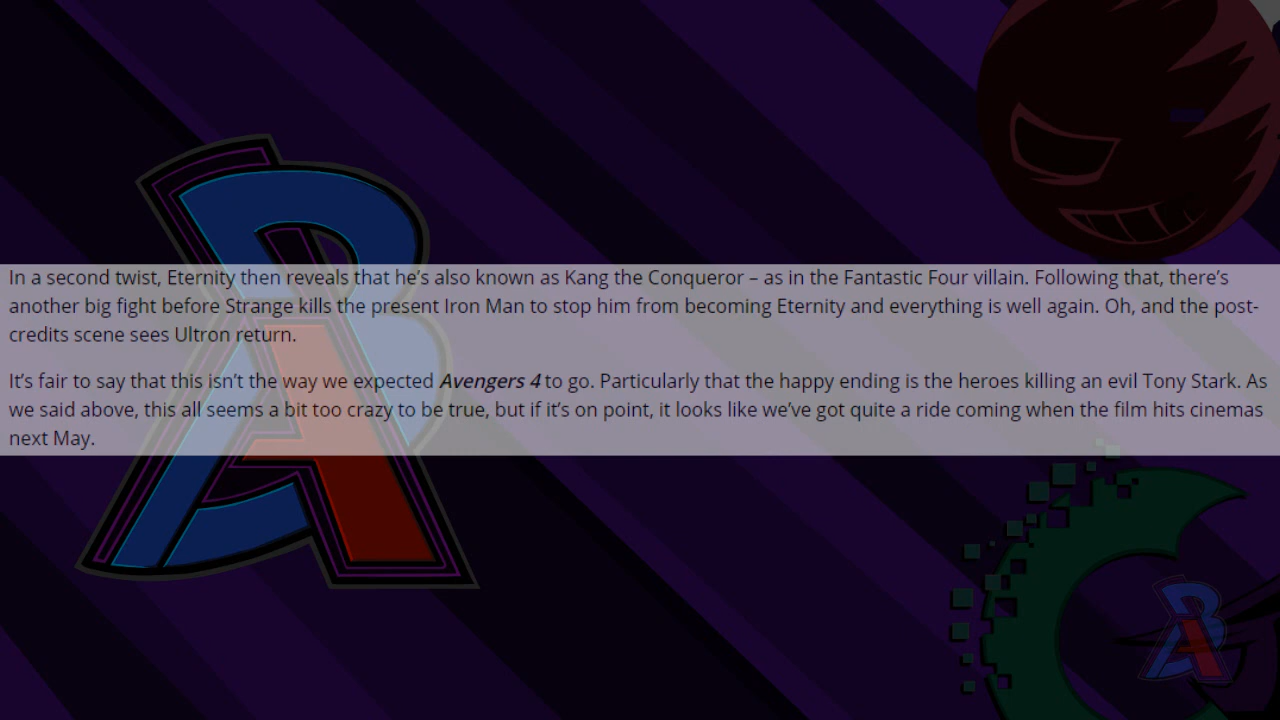 In a second twist, Eternity then reveals that he’s also known as Kang the Conqueror – as in the Fantastic Four villain. Following that, there’s
another big fight before Strange kills the present Iron Man to stop him from becoming Eternity and everything is well again. Oh, and the post-
credits scene sees Ultron return.
It’s fair to say that this isn’t the way we expected Avengers 4 to go. Particularly that the happy ending is the heroes killing an evil Tony Stark. As
we said above, this all seems a bit too crazy to be true, but if it’s on point, it looks like we’ve got quite a ride coming when the film hits cinemas
next May.